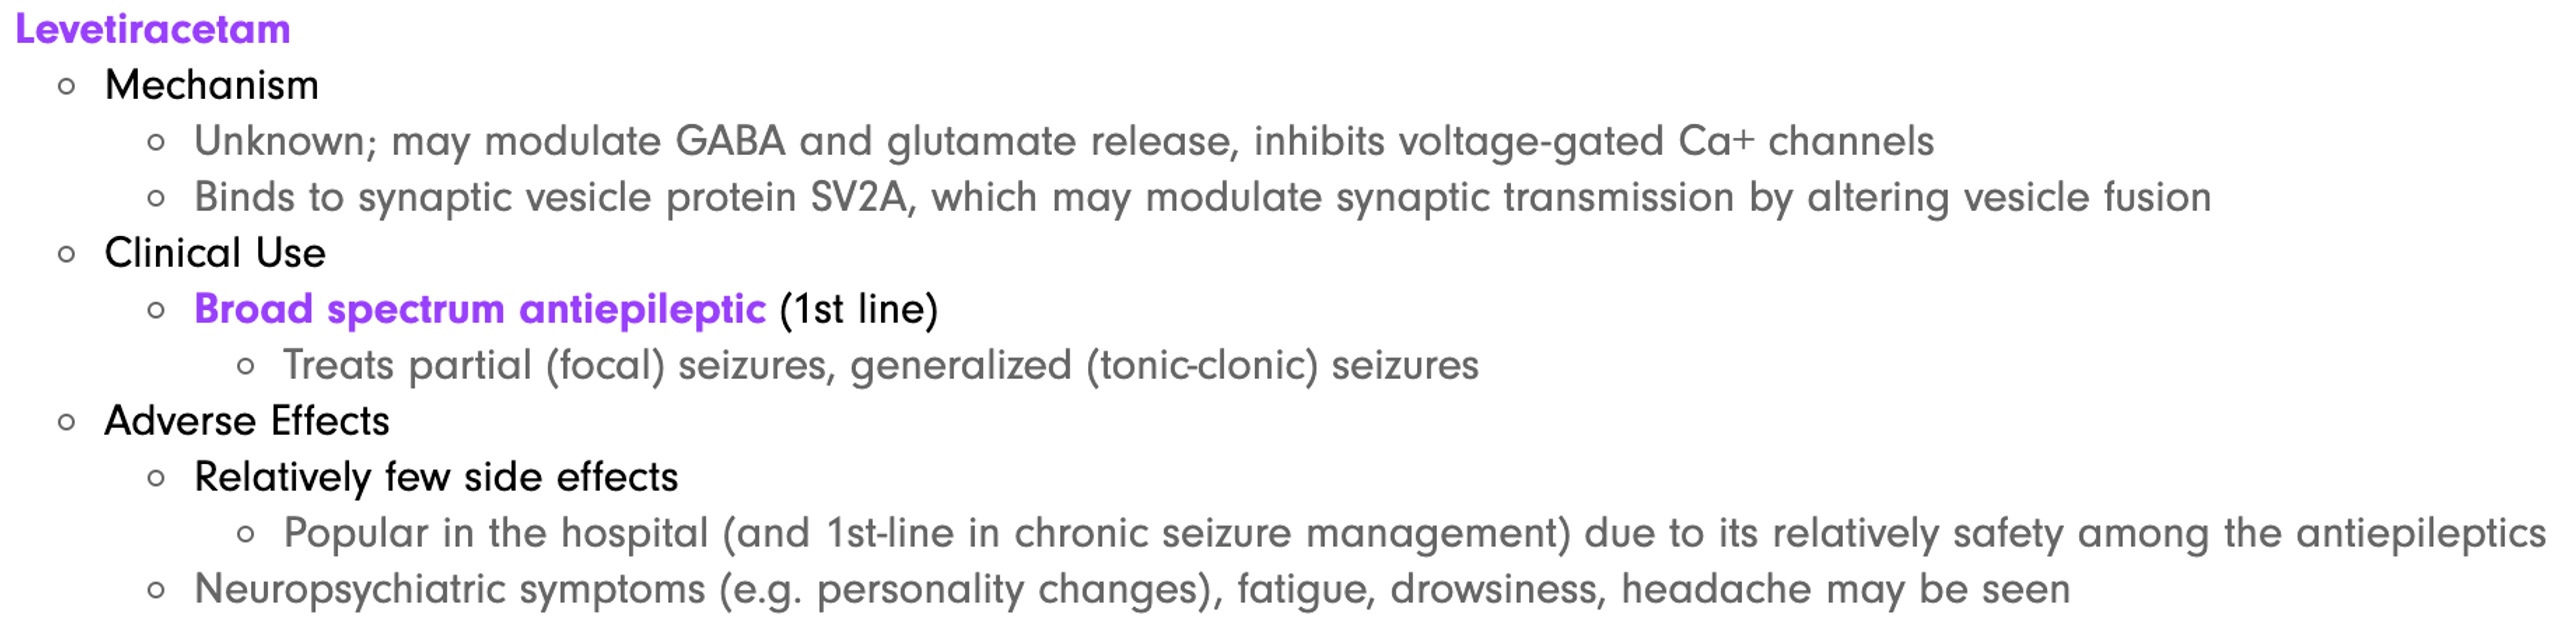 Levetiracetam
Mechanism
Unknown; may modulate GABA and glutamate release, inhibits voltage-gated Ca+ channels
Binds to synaptic vesicle protein SV2A, which may modulate synaptic transmission by altering vesicle fusion
Clinical Use
Broad spectrum antiepileptic (1st line)
Treats partial (focal) seizures, generalized (tonic-clonic) seizures
Adverse Effects
Relatively few side effects
Popular in the hospital (and 1st-line in chronic seizure management) due to its relatively safety among the antiepileptics
Neuropsychiatric symptoms (e.g. personality changes), fatigue, drowsiness, headache may be seen